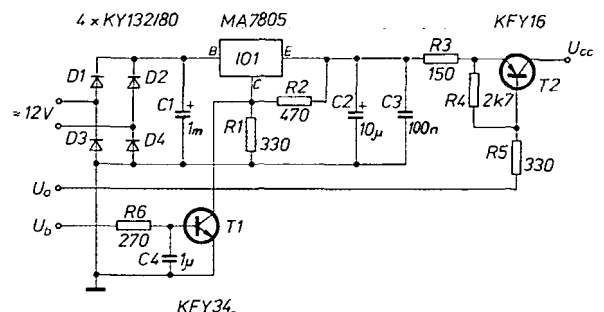 4 x KY132/80
MA7805
KFY16
B
E
IO1
C
D1
D2
≈ 12V
D3
D4
C1
+
1m
R1
330
R2
470
C2
+
10μ
C3
100n
R3
150
R4
2k7
T2
Ucc
R5
330
Ua
Ub
R6
270
C4
1μ
T1
KFY34